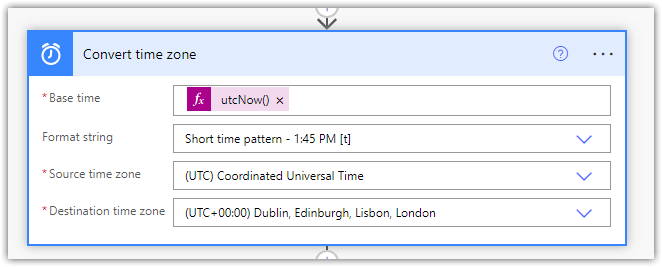 Convert time zone
* Base time
fx utcNow() ×
Format string
Short time pattern - 1:45 PM [t]
* Source time zone
(UTC) Coordinated Universal Time
* Destination time zone
(UTC+00:00) Dublin, Edinburgh, Lisbon, London